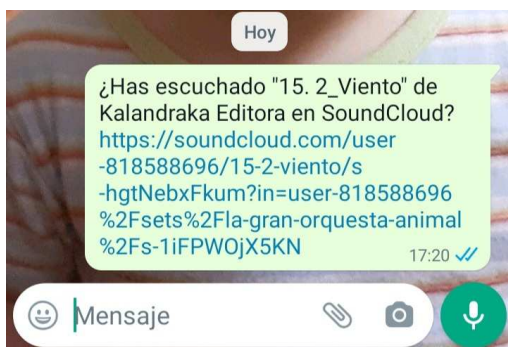 Hoy
¿Has escuchado "15. 2_Viento" de
Kalandraka Editora en SoundCloud?
https://soundcloud.com/user
-818588696/15-2-viento/s
-hgtNebxFkum?in=user-818588696
%2Fsets%2Fla-gran-orquesta-animal
%2Fs-1iFPWOjX5KN
17:20
Mensaje